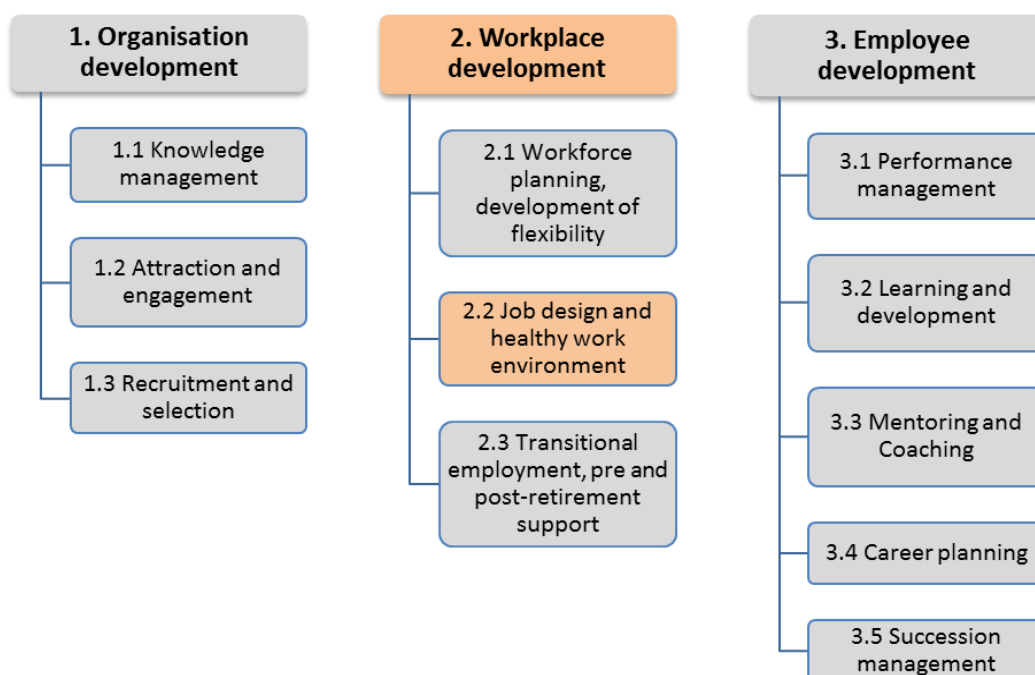 1. Organisation
development
1.1 Knowledge
management
1.2 Attraction and
engagement
1.3 Recruitment and
selection
2. Workplace
development
2.1 Workforce
planning,
development of
flexibility
2.2 Job design and
healthy work
environment
2.3 Transitional
employment, pre and
post-retirement
support
3. Employee
development
3.1 Performance
management
3.2 Learning and
development
3.3 Mentoring and
Coaching
3.4 Career planning
3.5 Succession
management